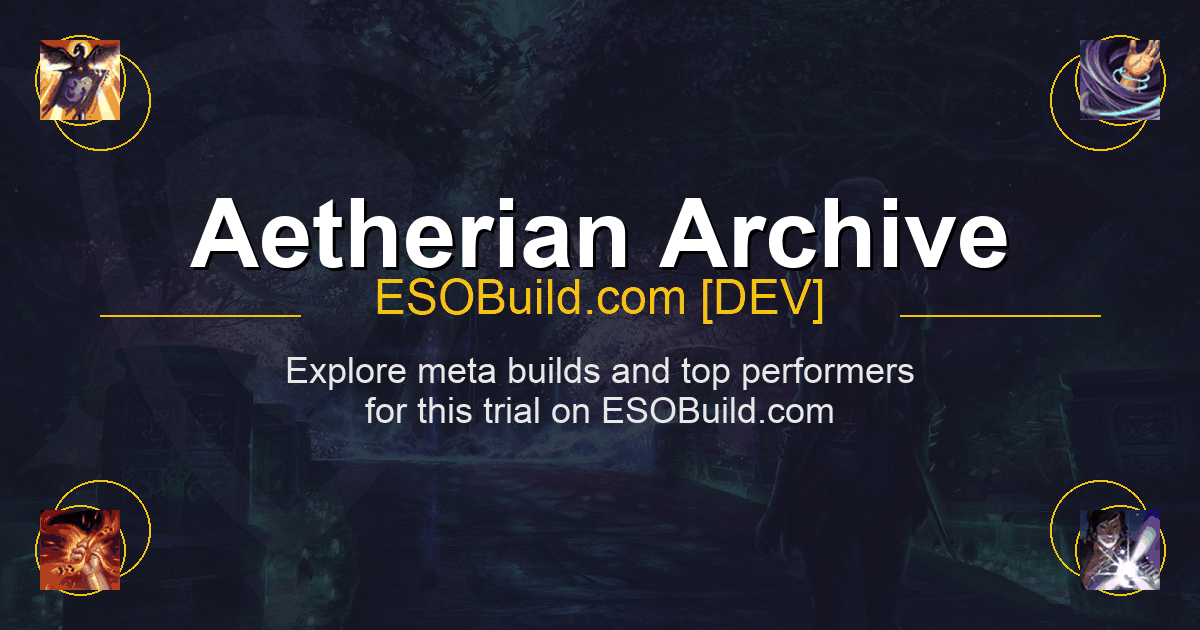 Aetherian Archive
ESOBuild.com [DEV]
Explore meta builds and top performers
for this trial on ESOBuild.com